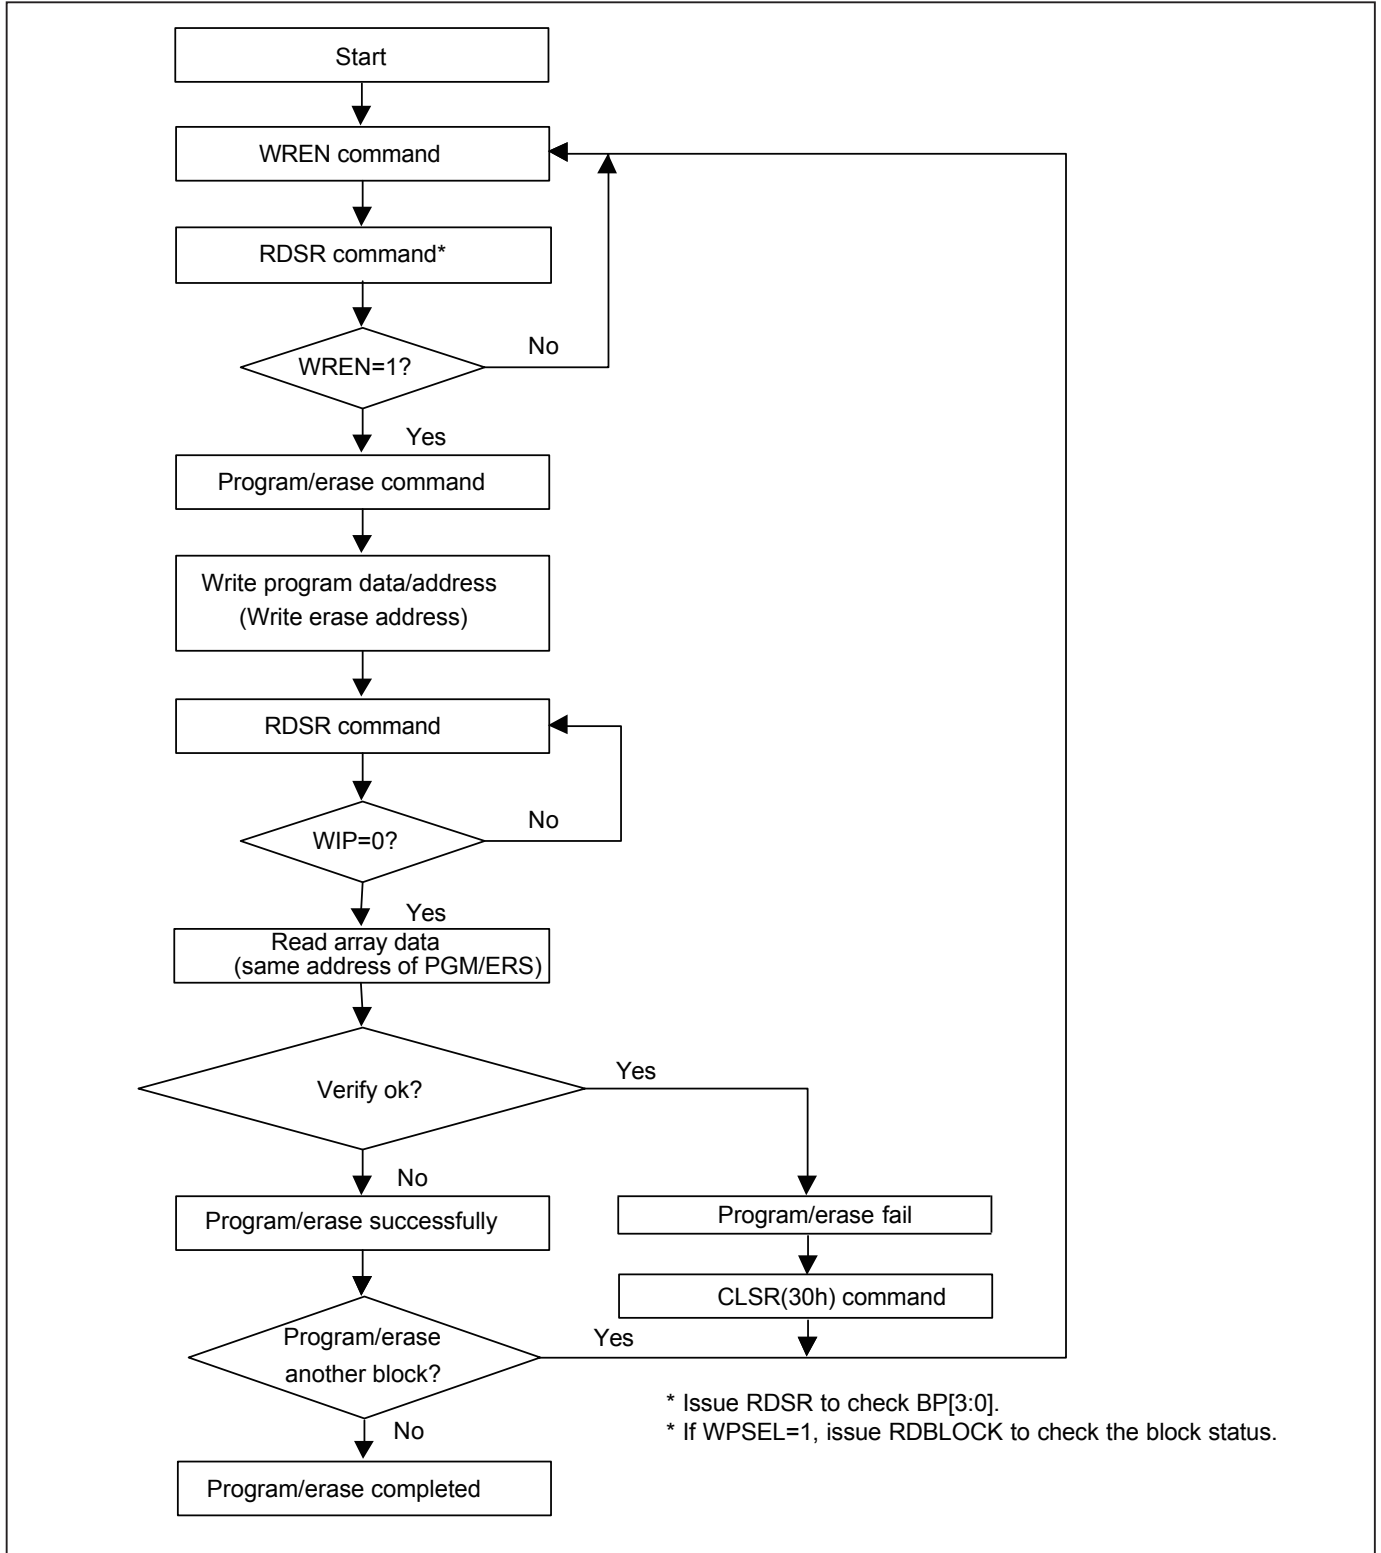 Start
WREN command
RDSR command*
WREN=1?
No
Yes
Program/erase command
Write program data/address
(Write erase address)
RDSR command
WIP=0?
No
Yes
Read array data
(same address of PGM/ERS)
Verify ok?
Yes
No
Program/erase successfully
Program/erase fail
CLSR(30h) command
Program/erase
another block?
Yes
No
* Issue RDSR to check BP[3:0].
* If WPSEL=1, issue RDBLOCK to check the block status.
Program/erase completed